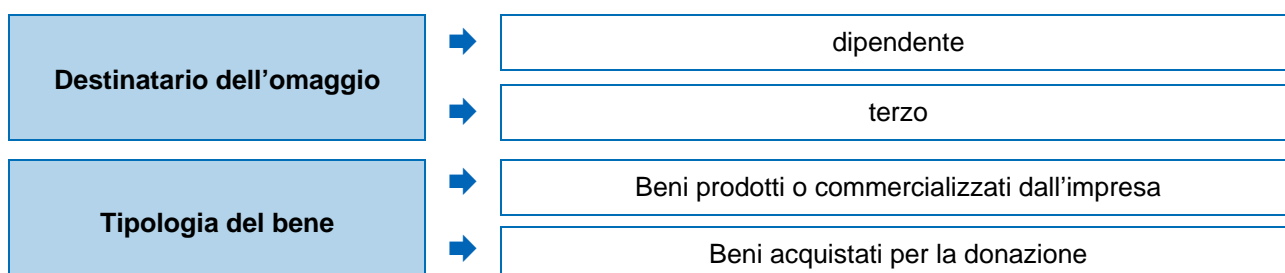 Destinatario dell’omaggio
dipendente
terzo
Tipologia del bene
Beni prodotti o commercializzati dall’impresa
Beni acquistati per la donazione